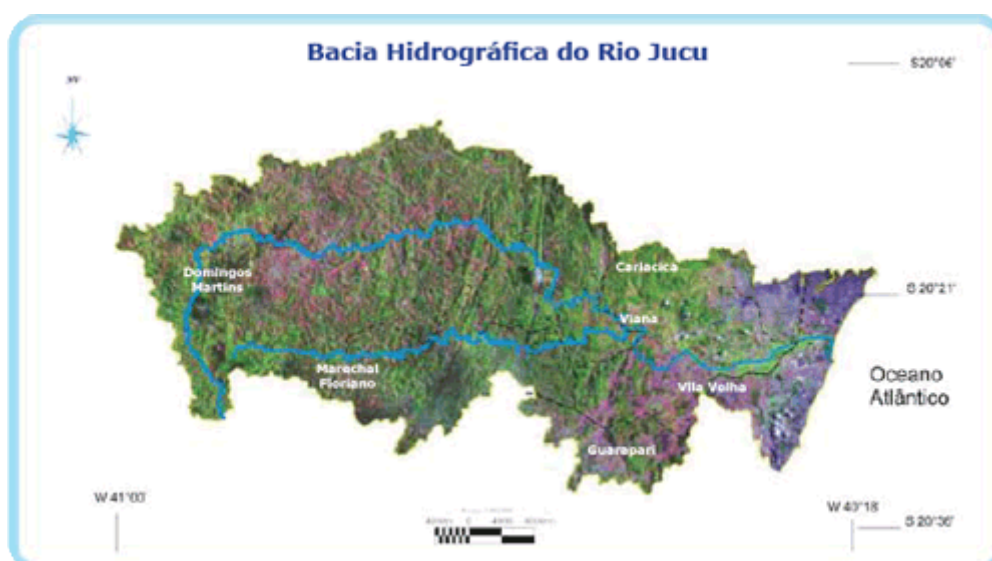 Bacia Hidrográfica do Rio Jucu
S20°06'
Cariacica
Domingos
Martins
S 20°21'
Viana
Marechal
Floriano
Vila Velha
Oceano
Atlântico
Guarapari
W 41°00'
W 40°18'
S 20°36'